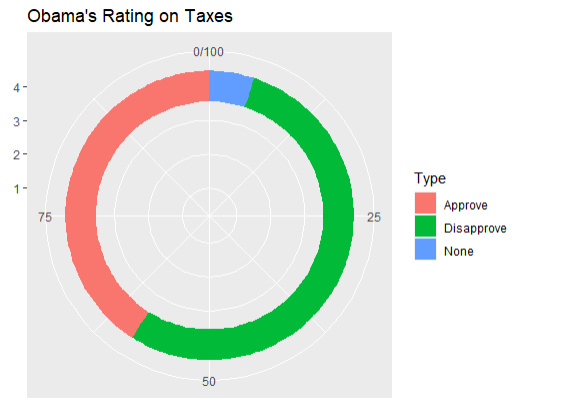 Obama's Rating on Taxes
0/100
4
3
2
1
75
25
50
Type
Approve
Disapprove
None